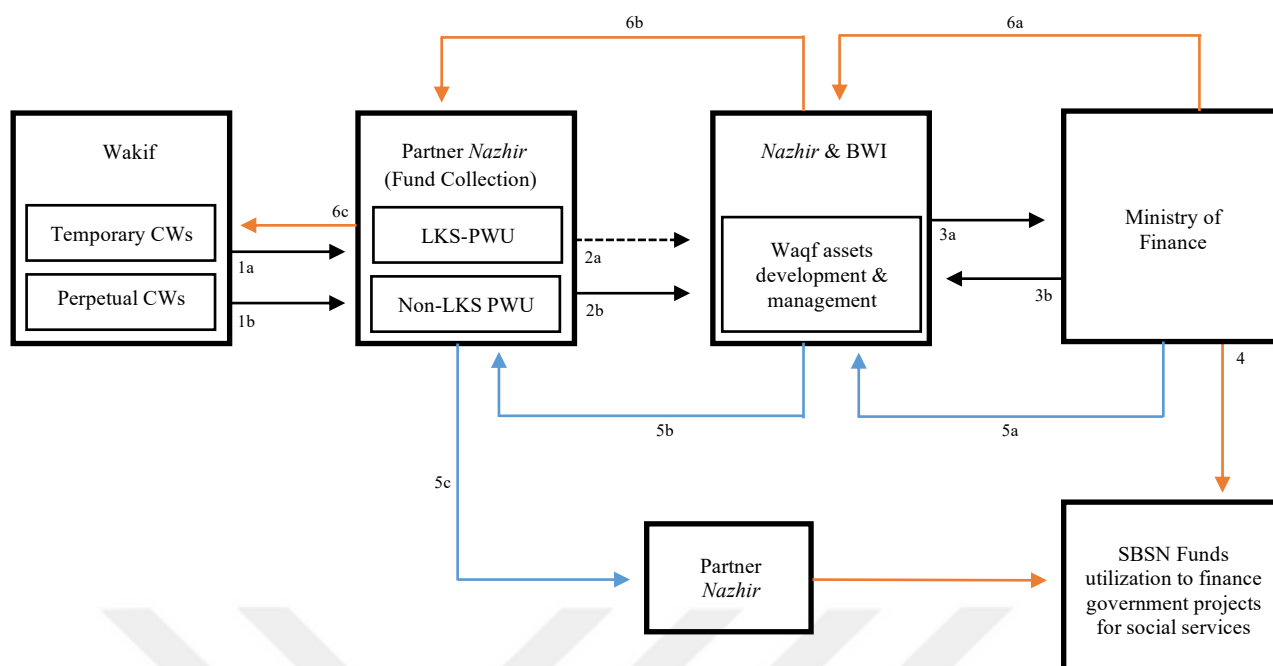 6b
6a
Wakif
Temporary CWs
Perpetual CWs
6c
1a
1b
Partner Nazhir
(Fund Collection)
LKS-PWU
Non-LKS PWU
2a
2b
Nazhir & BWI
Waqf assets
development &
management
3a
3b
Ministry of
Finance
4
5b
5a
5c
Partner
Nazhir
SBSN Funds
utilization to finance
government projects
for social services